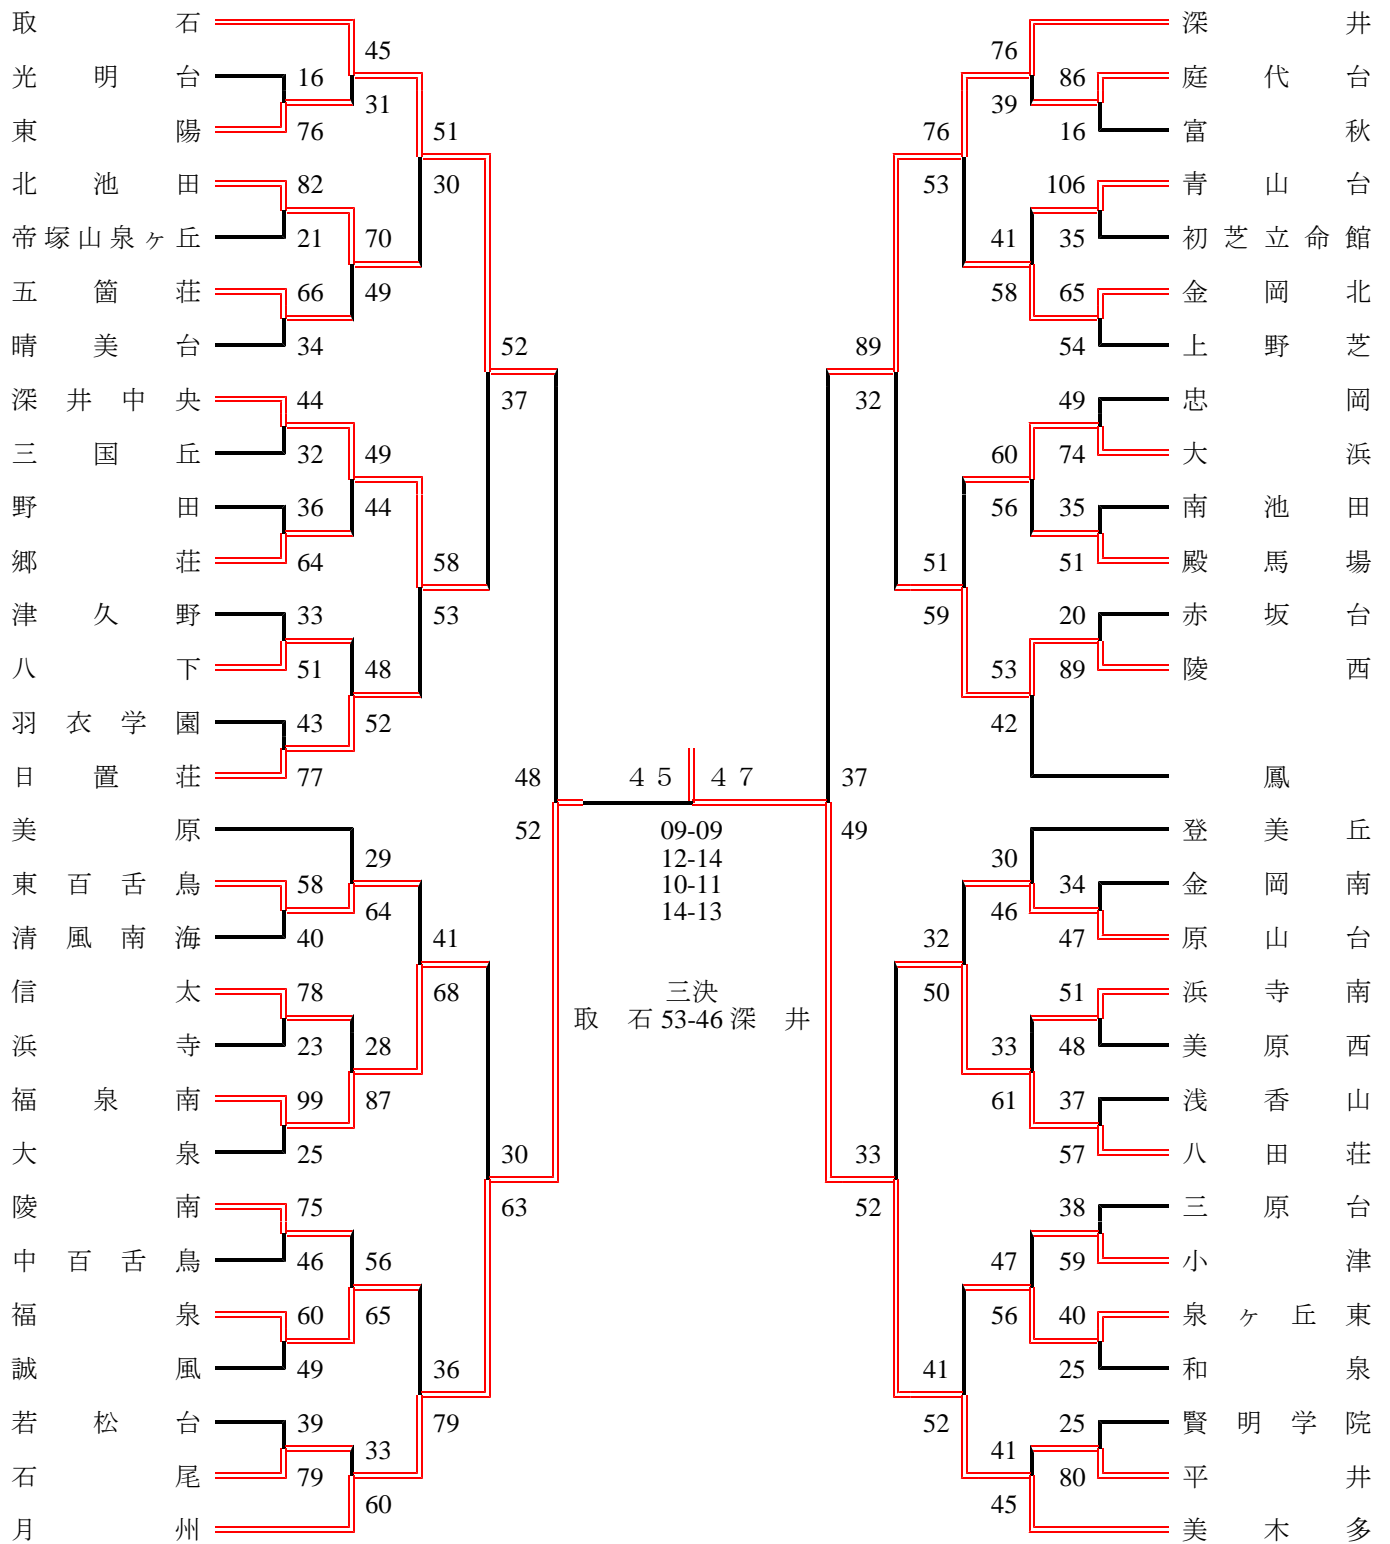 取石
45
光明台
16
31
東陽
76
51
北池田
82
30
帝塚山泉ヶ丘
21
70
五箇荘
66
49
晴美台
34
52
深井中央
44
37
三国丘
32
49
野田
36
44
郷荘
64
58
津久野
33
53
八下
51
48
羽衣学園
43
52
日置荘
77
48
美原
52
29
東百舌鳥
58
64
清風南海
40
41
信太
78
68
浜寺
23
28
福泉南
99
87
大泉
25
30
陵南
75
63
中百舌鳥
46
56
福泉
60
65
誠風
49
36
若松台
39
79
33
石尾
79
60
月州
４５
４７
09-09
12-14
10-11
14-13
三決
取石 53-46 深井
深井
76
86
庭代台
39
16
富秋
76
53
106
青山台
41
35
初芝立命館
58
65
金岡北
54
上野芝
89
32
49
忠岡
60
74
大浜
56
35
南池田
51
51
殿馬場
59
20
赤坂台
53
89
陵西
42
鳳
37
49
登美丘
30
34
金岡南
46
47
原山台
32
50
51
浜寺南
33
48
美原西
61
37
浅香山
57
八田荘
33
52
38
三原台
47
59
小津
56
40
泉ヶ丘東
25
和泉
41
52
25
賢明学院
41
80
平井
45
美木多